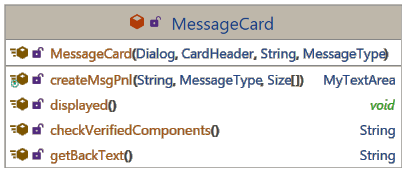 MessageCard
MessageCard(Dialog, CardHeader, String, MessageType)
createMsgPnl(String, MessageType, Size[]) MyTextArea
displayed() void
checkVerifiedComponents() String
getBackText() String